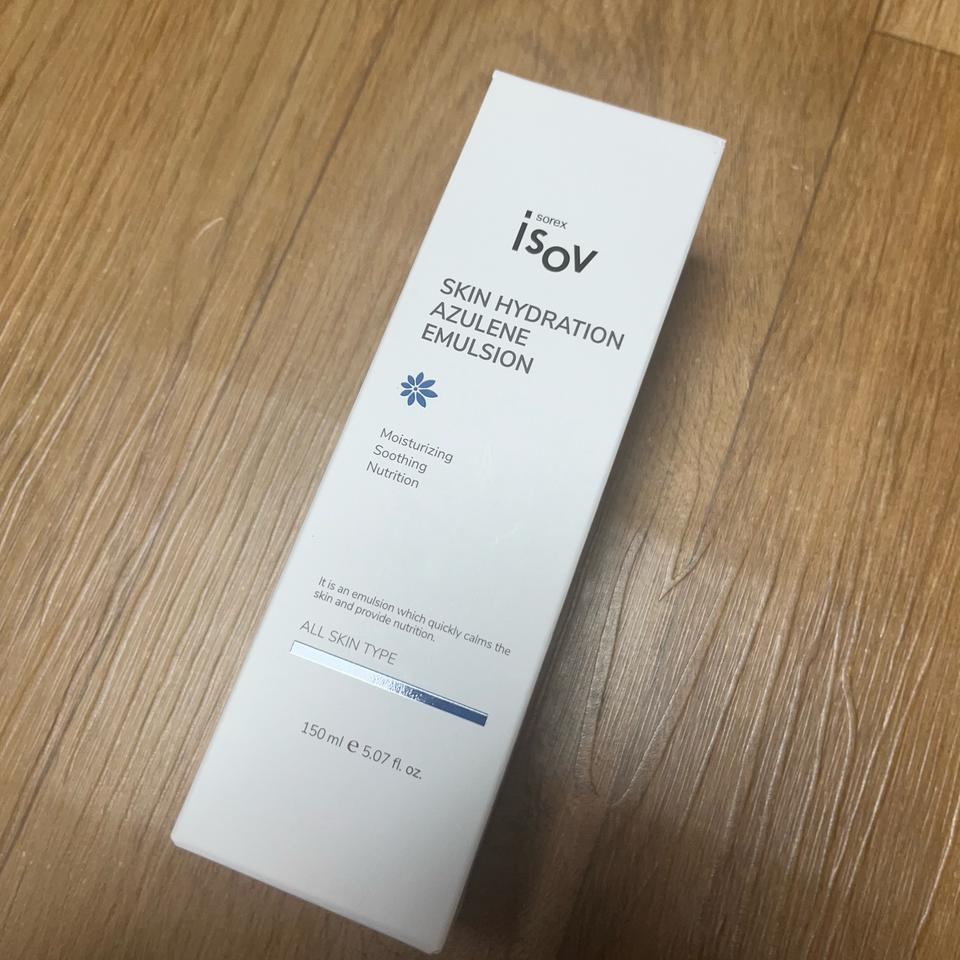 sorex
isov
SKIN HYDRATION
AZULENE
EMULSION
Moisturizing
Soothing
Nutrition
It is an emulsion which quickly calms the
skin and provide nutrition.
ALL SKIN TYPE
150 ml ℮ 5.07 fl. oz.